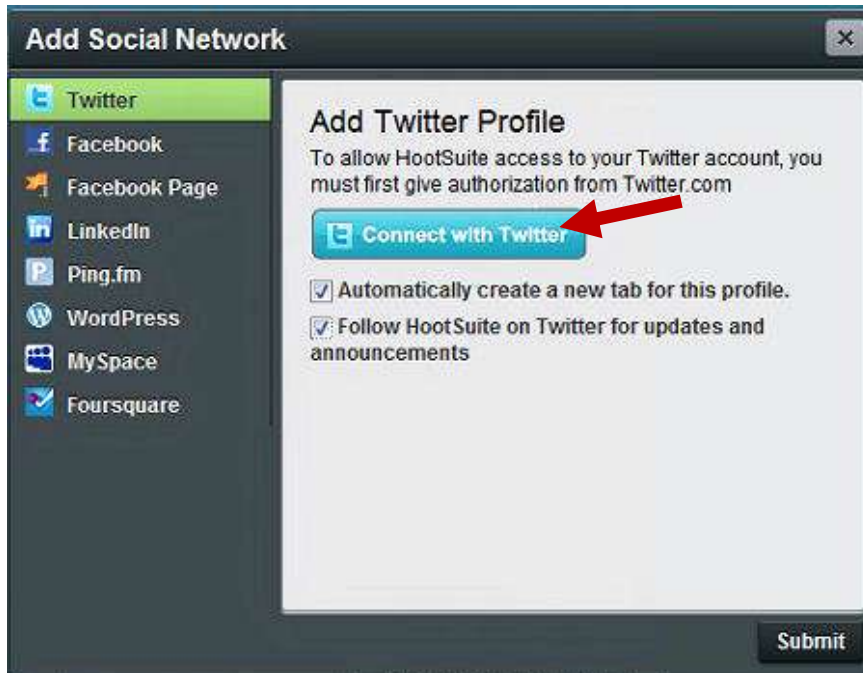 Add Social Network
Twitter
Facebook
Facebook Page
LinkedIn
Ping.fm
WordPress
MySpace
Foursquare
Add Twitter Profile
To allow HootSuite access to your Twitter account, you
must first give authorization from Twitter.com
Connect with Twitter
Automatically create a new tab for this profile.
Follow HootSuite on Twitter for updates and
announcements
Submit